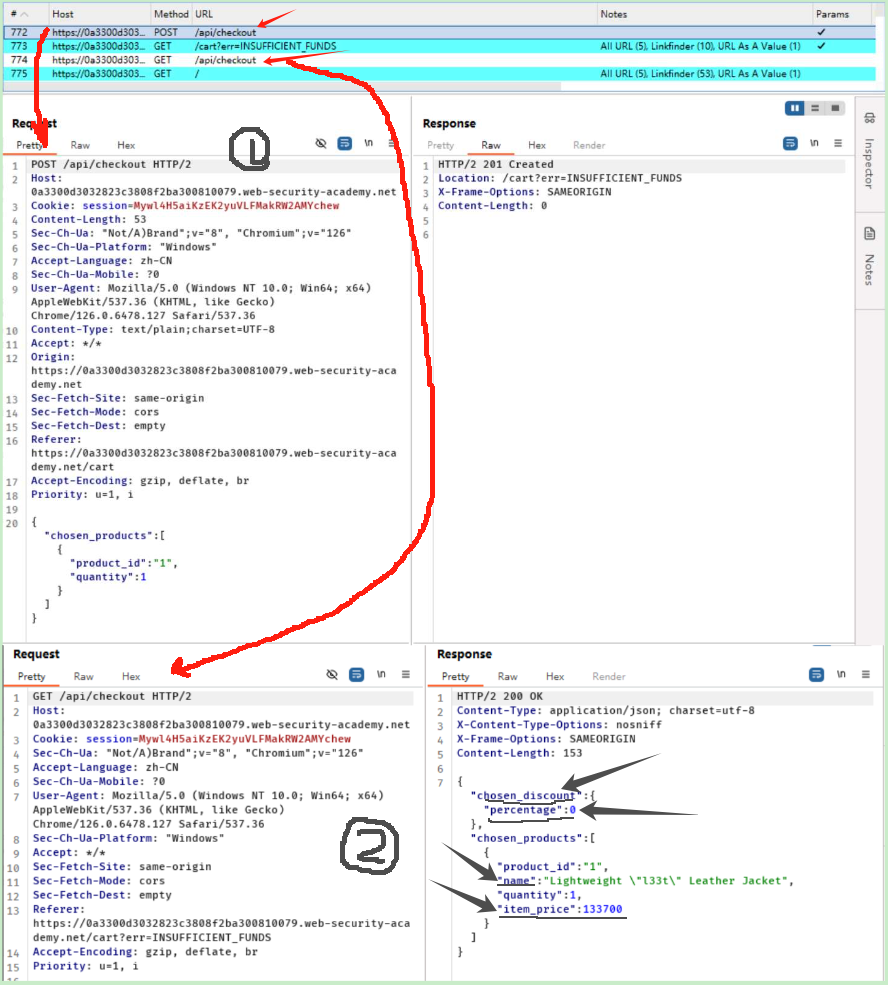 # Host Method URL Notes Params
772 https://0a3300d303... POST /api/checkout ✓
773 https://0a3300d303... GET /cart?err=INSUFFICIENT_FUNDS All URL (5), Linkfinder (10), URL As A Value (1) ✓
774 https://0a3300d303... GET /api/checkout
775 https://0a3300d303... GET / All URL (5), Linkfinder (53), URL As A Value (1)
Request
Pretty Raw Hex \n
1
1 POST /api/checkout HTTP/2
2 Host:
0a3300d3032823c3808f2ba300810079.web-security-academy.net
3 Cookie: session=Mywl4H5aiKzEK2yuVLFMakRW2AMYchew
4 Content-Length: 53
5 Sec-Ch-Ua: "Not/A)Brand";v="8", "Chromium";v="126"
6 Sec-Ch-Ua-Platform: "Windows"
7 Accept-Language: zh-CN
8 Sec-Ch-Ua-Mobile: ?0
9 User-Agent: Mozilla/5.0 (Windows NT 10.0; Win64; x64)
AppleWebKit/537.36 (KHTML, like Gecko)
Chrome/126.0.6478.127 Safari/537.36
10 Content-Type: text/plain;charset=UTF-8
11 Accept: */*
12 Origin:
https://0a3300d3032823c3808f2ba300810079.web-security-aca
demy.net
13 Sec-Fetch-Site: same-origin
14 Sec-Fetch-Mode: cors
15 Sec-Fetch-Dest: empty
16 Referer:
https://0a3300d3032823c3808f2ba300810079.web-security-aca
demy.net/cart
17 Accept-Encoding: gzip, deflate, br
18 Priority: u=1, i
19
20 {
"chosen_products":[
{
"product_id":"1",
"quantity":1
}
]
}
Response
Pretty Raw Hex Render \n
1 HTTP/2 201 Created
2 Location: /cart?err=INSUFFICIENT_FUNDS
3 X-Frame-Options: SAMEORIGIN
4 Content-Length: 0
5
6
Inspector
Notes
Request
Pretty Raw Hex \n
2
1 GET /api/checkout HTTP/2
2 Host:
0a3300d3032823c3808f2ba300810079.web-security-academy.net
3 Cookie: session=Mywl4H5aiKzEK2yuVLFMakRW2AMYchew
4 Sec-Ch-Ua: "Not/A)Brand";v="8", "Chromium";v="126"
5 Accept-Language: zh-CN
6 Sec-Ch-Ua-Mobile: ?0
7 User-Agent: Mozilla/5.0 (Windows NT 10.0; Win64; x64)
AppleWebKit/537.36 (KHTML, like Gecko)
Chrome/126.0.6478.127 Safari/537.36
8 Sec-Ch-Ua-Platform: "Windows"
9 Accept: */*
10 Sec-Fetch-Site: same-origin
11 Sec-Fetch-Mode: cors
12 Sec-Fetch-Dest: empty
13 Referer:
https://0a3300d3032823c3808f2ba300810079.web-security-aca
demy.net/cart?err=INSUFFICIENT_FUNDS
14 Accept-Encoding: gzip, deflate, br
15 Priority: u=1, i
Response
Pretty Raw Hex Render \n
1 HTTP/2 200 OK
2 Content-Type: application/json; charset=utf-8
3 X-Content-Type-Options: nosniff
4 X-Frame-Options: SAMEORIGIN
5 Content-Length: 153
6
7 {
"chosen_discount":{
"percentage":0
},
"chosen_products":[
{
"product_id":"1",
"name":"Lightweight \"l33t\" Leather Jacket",
"quantity":1,
"item_price":133700
}
]
}